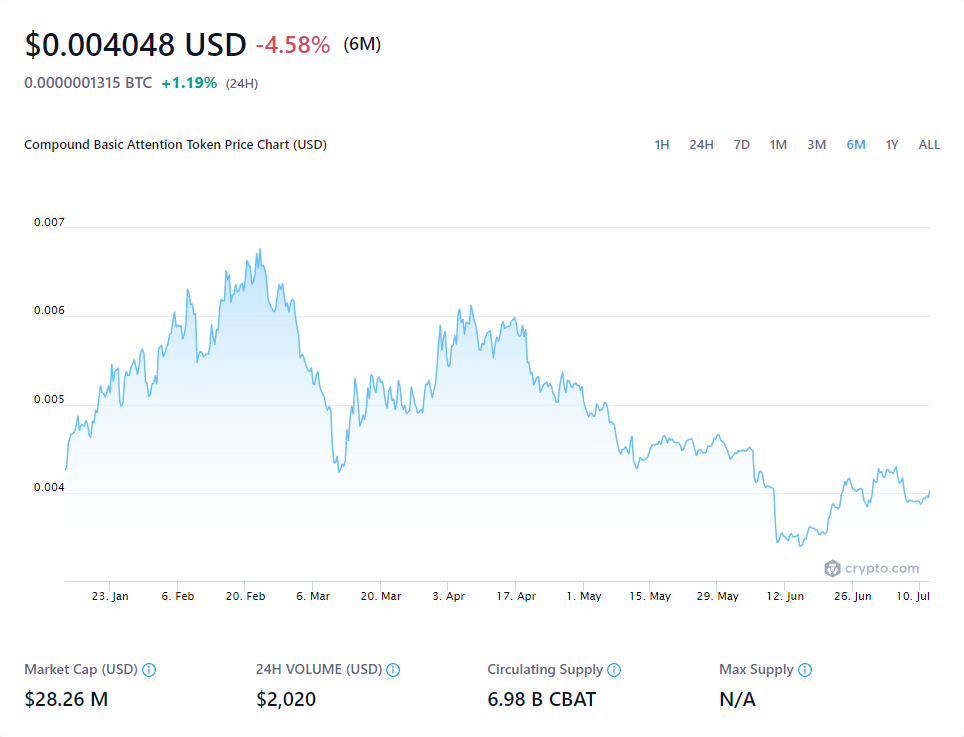 $0.004048 USD -4.58% (6M)
0.0000001315 BTC +1.19% (24H)
Compound Basic Attention Token Price Chart (USD) 1H 24H 7D 1M 3M 6M 1Y ALL
0.007
0.006
0.005
0.004
crypto.com
23. Jan 6. Feb 20. Feb 6. Mar 20. Mar 3. Apr 17. Apr 1. May 15. May 29. May 12. Jun 26. Jun 10. Jul
Market Cap (USD) 24H VOLUME (USD) Circulating Supply Max Supply
$28.26 M $2,020 6.98 B CBAT N/A